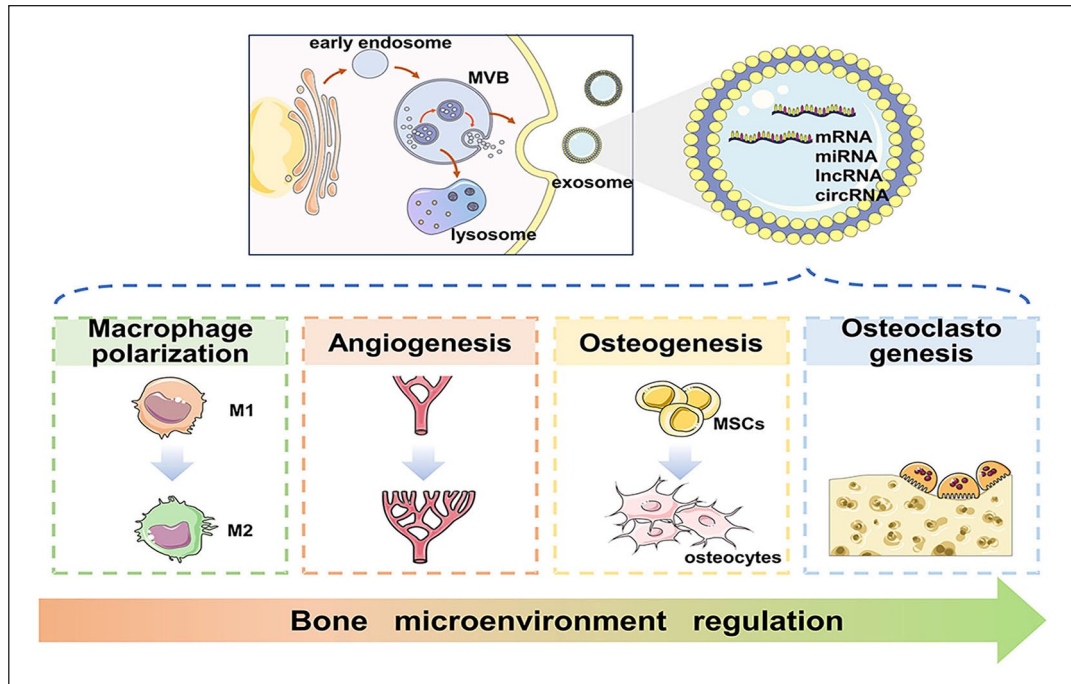 early endosome
MVB
exosome
lysosome
mRNA
miRNA
lncRNA
circRNA
Macrophage
polarization
M1
M2
Angiogenesis
Osteogenesis
MSCs
osteocytes
Osteoclasto
genesis
Bone microenvironment regulation